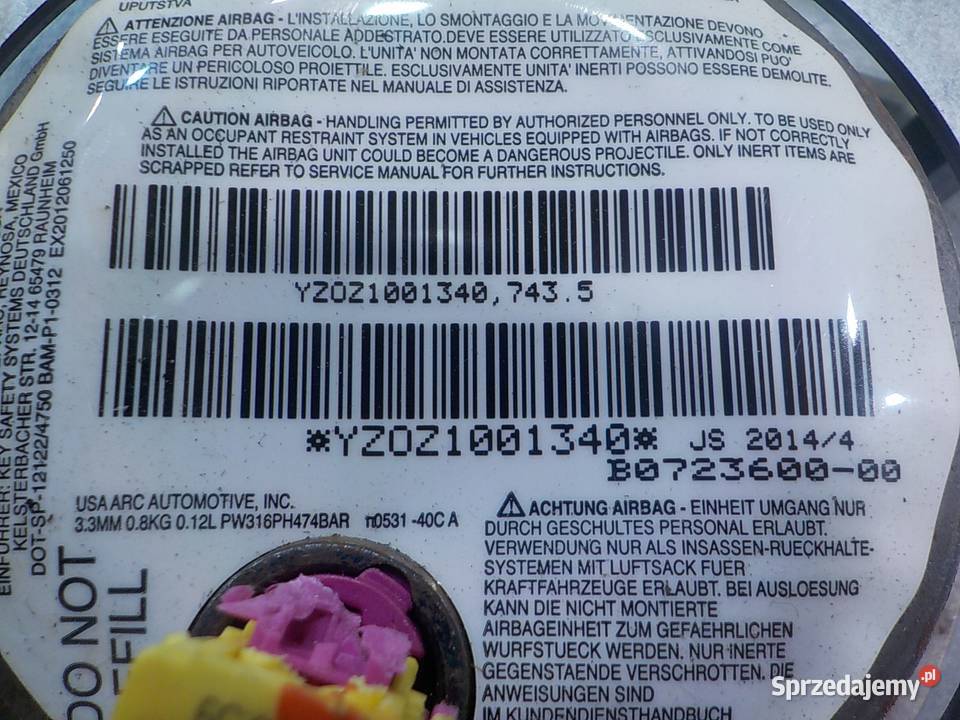 UPUTSTVA
⚠ ATTENZIONE AIRBAG - L'INSTALLAZIONE, LO SMONTAGGIO E LA MOVIMENTAZIONE DEVONO
ESSERE ESEGUITE DA PERSONALE ADDESTRATO.DEVE ESSERE UTILIZZATO ESCLUSIVAMENTE COME
SISTEMA AIRBAG PER AUTOVEICOLO. L'UNITA' NON MONTATA CORRETTAMENTE, ATTIVANDOSI PUO'
DIVENTARE UN PERICOLOSO PROIETTILE. ESCLUSIVAMENTE UNITA' INERTI POSSONO ESSERE DEMOLITE.
SEGUIRE LE ISTRUZIONI RIPORTATE NEL MANUALE DI ASSISTENZA.
⚠ CAUTION AIRBAG - HANDLING PERMITTED BY AUTHORIZED PERSONNEL ONLY. TO BE USED ONLY
AS AN OCCUPANT RESTRAINT SYSTEM IN VEHICLES EQUIPPED WITH AIRBAGS. IF NOT CORRECTLY
INSTALLED THE AIRBAG UNIT COULD BECOME A DANGEROUS PROJECTILE. ONLY INERT ITEMS ARE
SCRAPPED REFER TO SERVICE MANUAL FOR FURTHER INSTRUCTIONS.
YZOZ1001340,743.5
*YZOZ1001340* JS 2014/4
B0723600-00
REYNOSA, MEXICO
EINFUHRER: KEY SAFETY SYSTEMS DEUTSCHLAND GmbH
KELSTERBACHER STR. 12-14 65479 RAUNHEIM
DOT-SP-12122/4750 BAM-P1-0312 EX2012061250
USA ARC AUTOMOTIVE, INC.
3.3MM 0.8KG 0.12L PW316PH474BAR π0531 -40C A
DO NOT
EFILL
⚠ ACHTUNG AIRBAG - EINHEIT UMGANG NUR
DURCH GESCHULTES PERSONAL ERLAUBT.
VERWENDUNG NUR ALS INSASSEN-RUECKHALTE-
SYSTEMEN MIT LUFTSACK FUER
KRAFTFAHRZEUGE ERLAUBT. BEI AUSLOESUNG
KANN DIE NICHT MONTIERTE
AIRBAGEINHEIT ZUM GEFAEHRLICHEN
WURFSTUECK WERDEN. NUR INERTE
GEGENSTAENDE VERSCHROTTEN. DIE
ANWEISUNGEN SIND
IM KUNDENDIENSTHANDBUCH
Sprzedajemy.pl